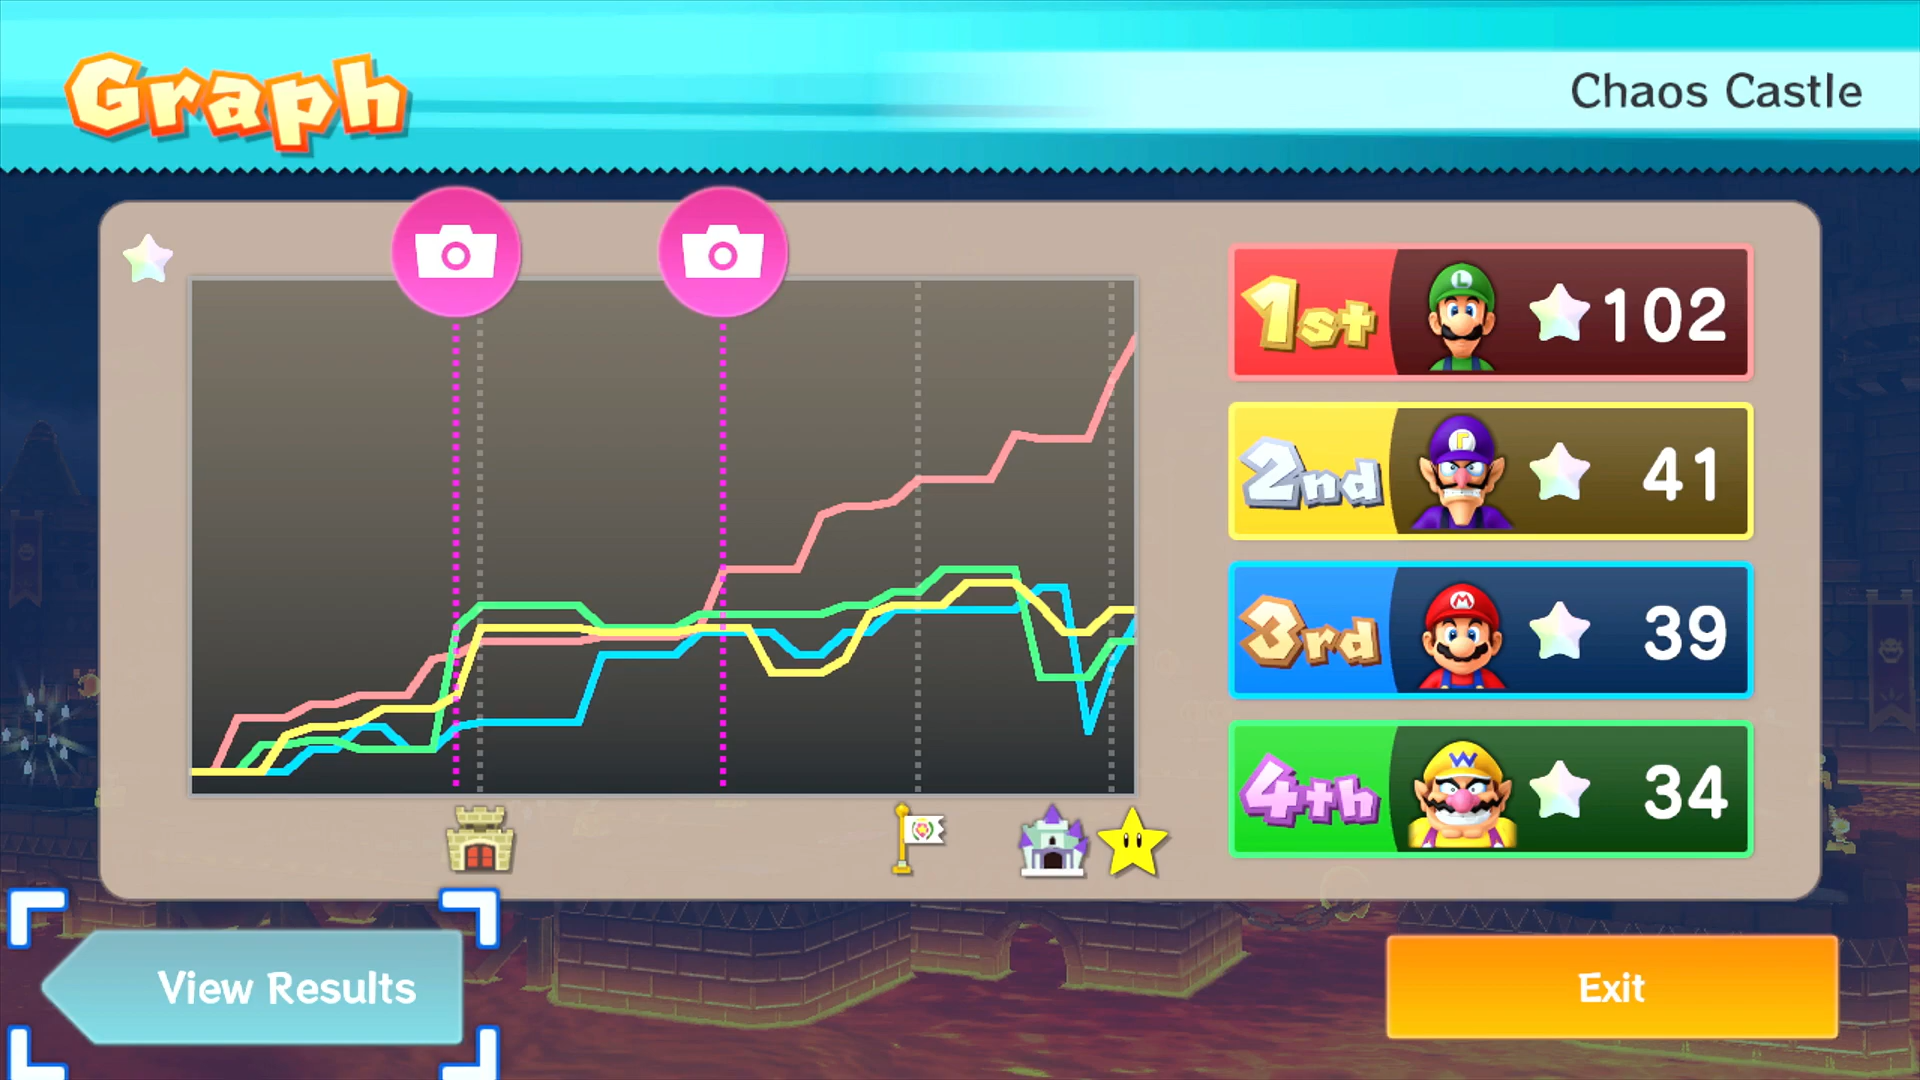 Graph
Chaos Castle
1st 102
2nd 41
3rd 39
4th 34
View Results
Exit